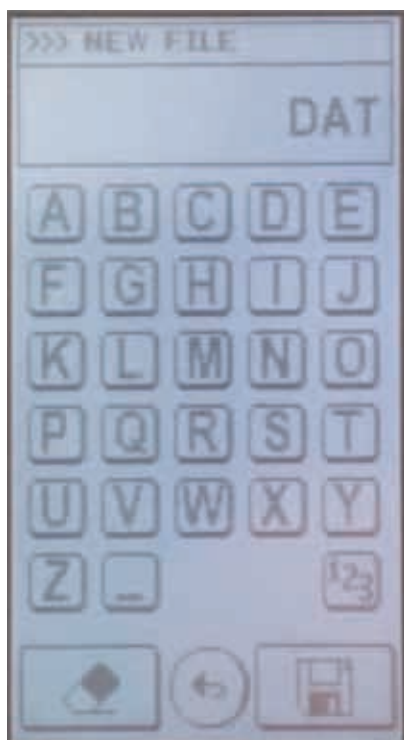 >>> NEW FILE
DAT
A B C D E
F G H I J
K L M N O
P Q R S T
U V W X Y
Z _ 123